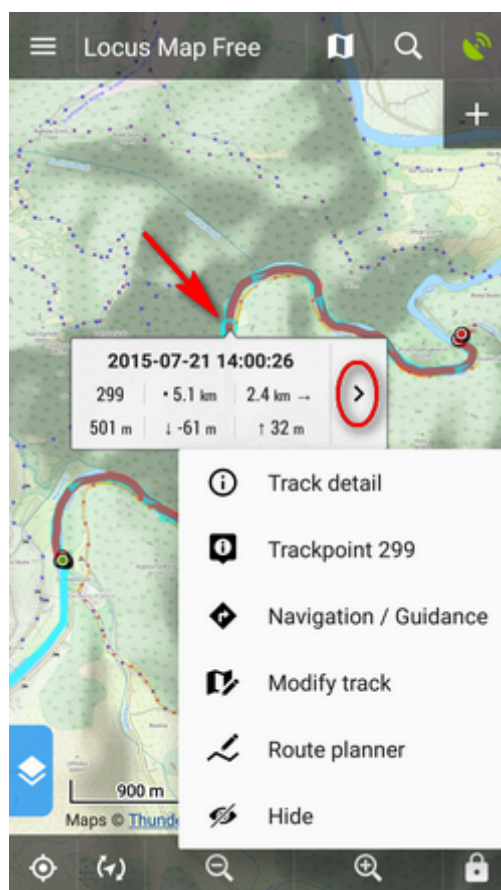 Locus Map Free
2015-07-21 14:00:26
299 • 5.1 km 2.4 km →
501 m ↓ -61 m ↑ 32 m
Track detail
Trackpoint 299
Navigation / Guidance
Modify track
Route planner
Hide
900 m
Maps © Thunde